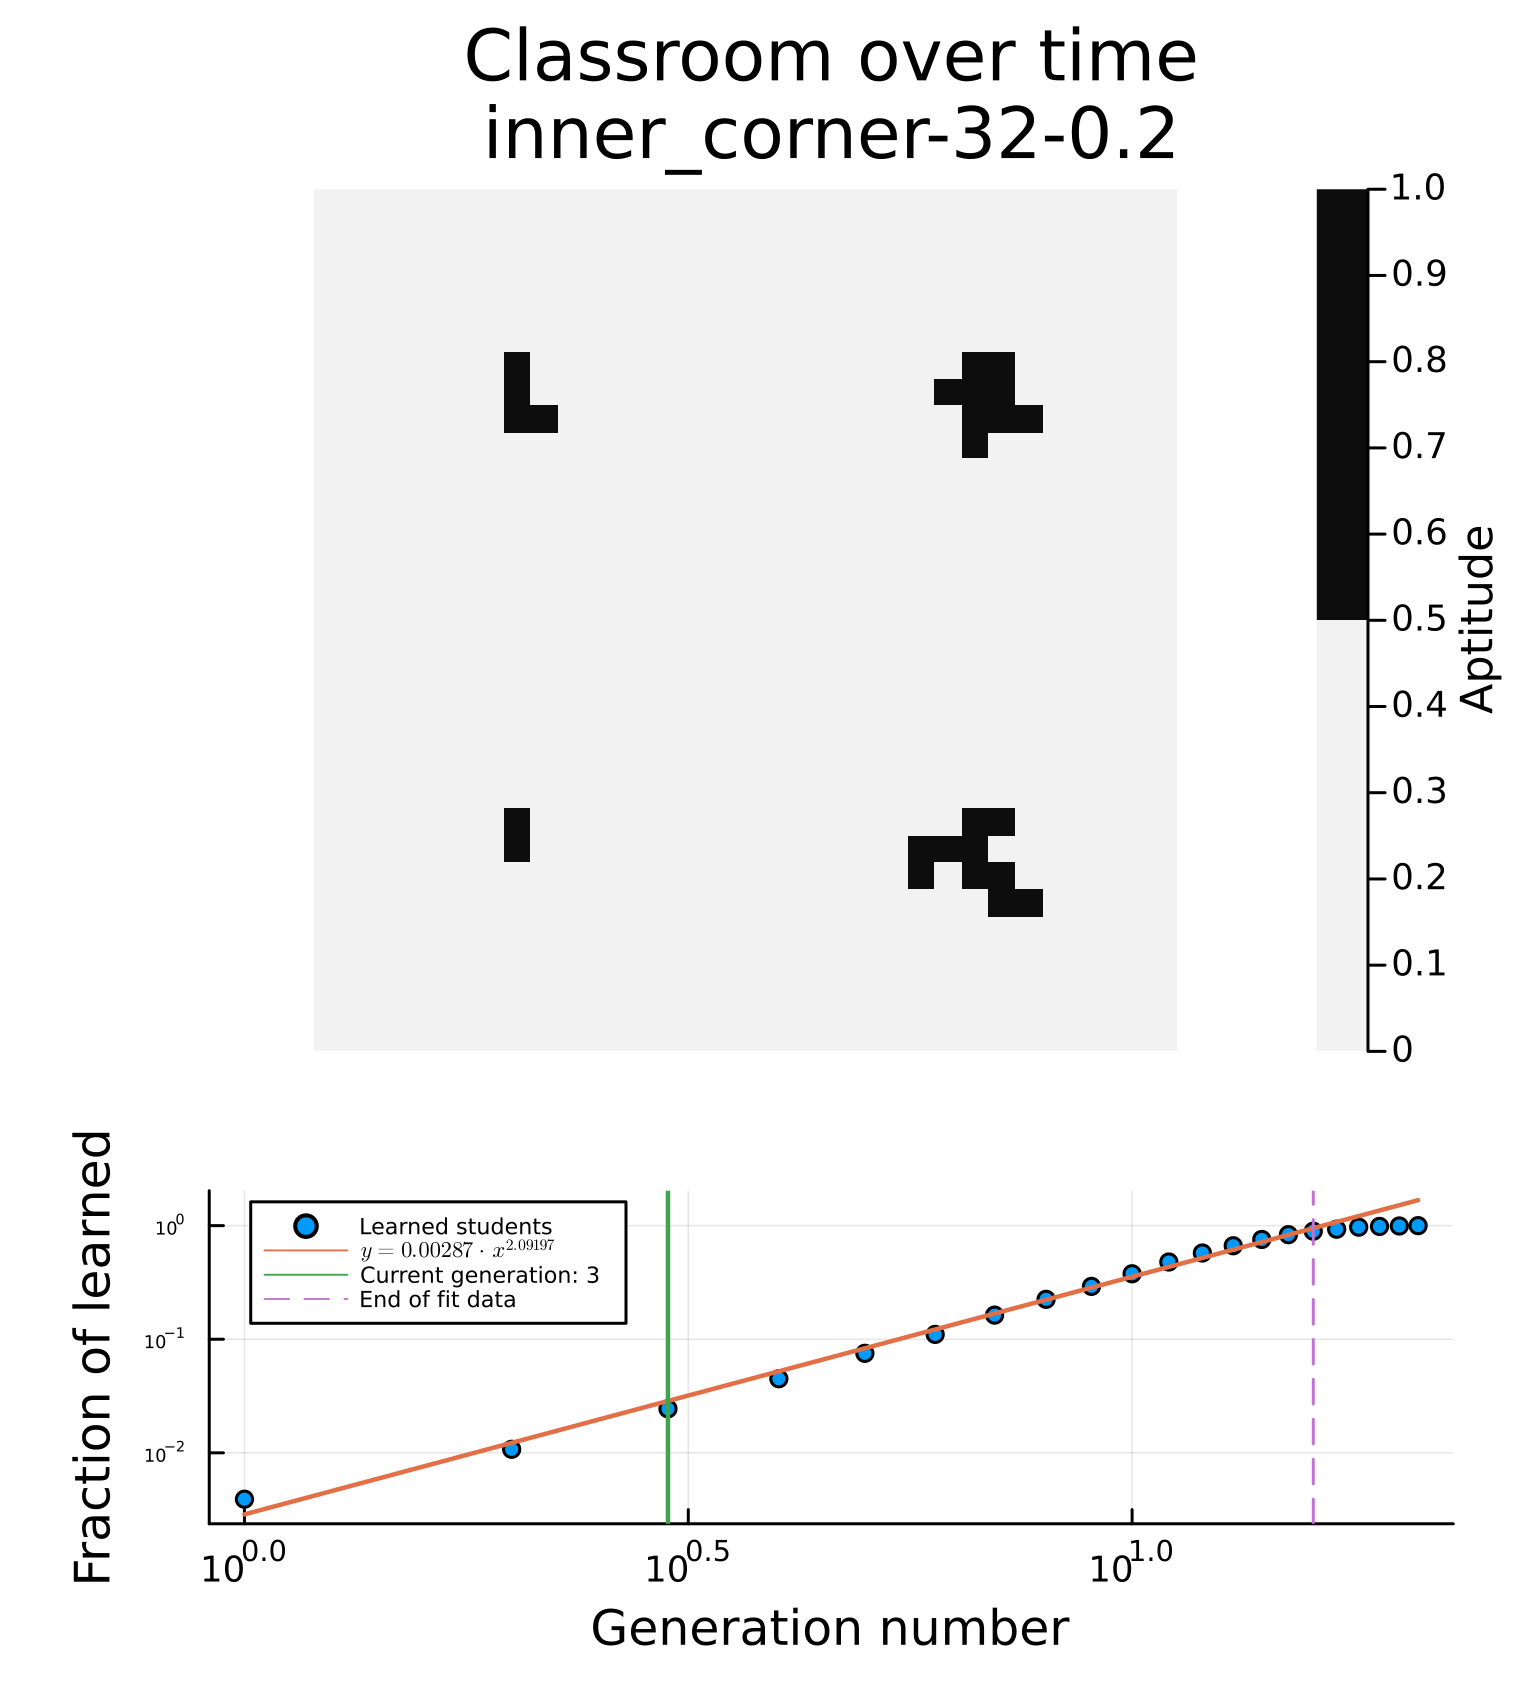 Classroom over time
inner_corner-32-0.2
1.0
0.9
0.8
0.7
0.6
0.5
0.4
0.3
0.2
0.1
0
Aptitude
Fraction of learned
10⁰
10⁻¹
10⁻²
Learned students
y = 0.00287 · x^2.09197
Current generation: 3
End of fit data
10^0.0
10^0.5
10^1.0
Generation number